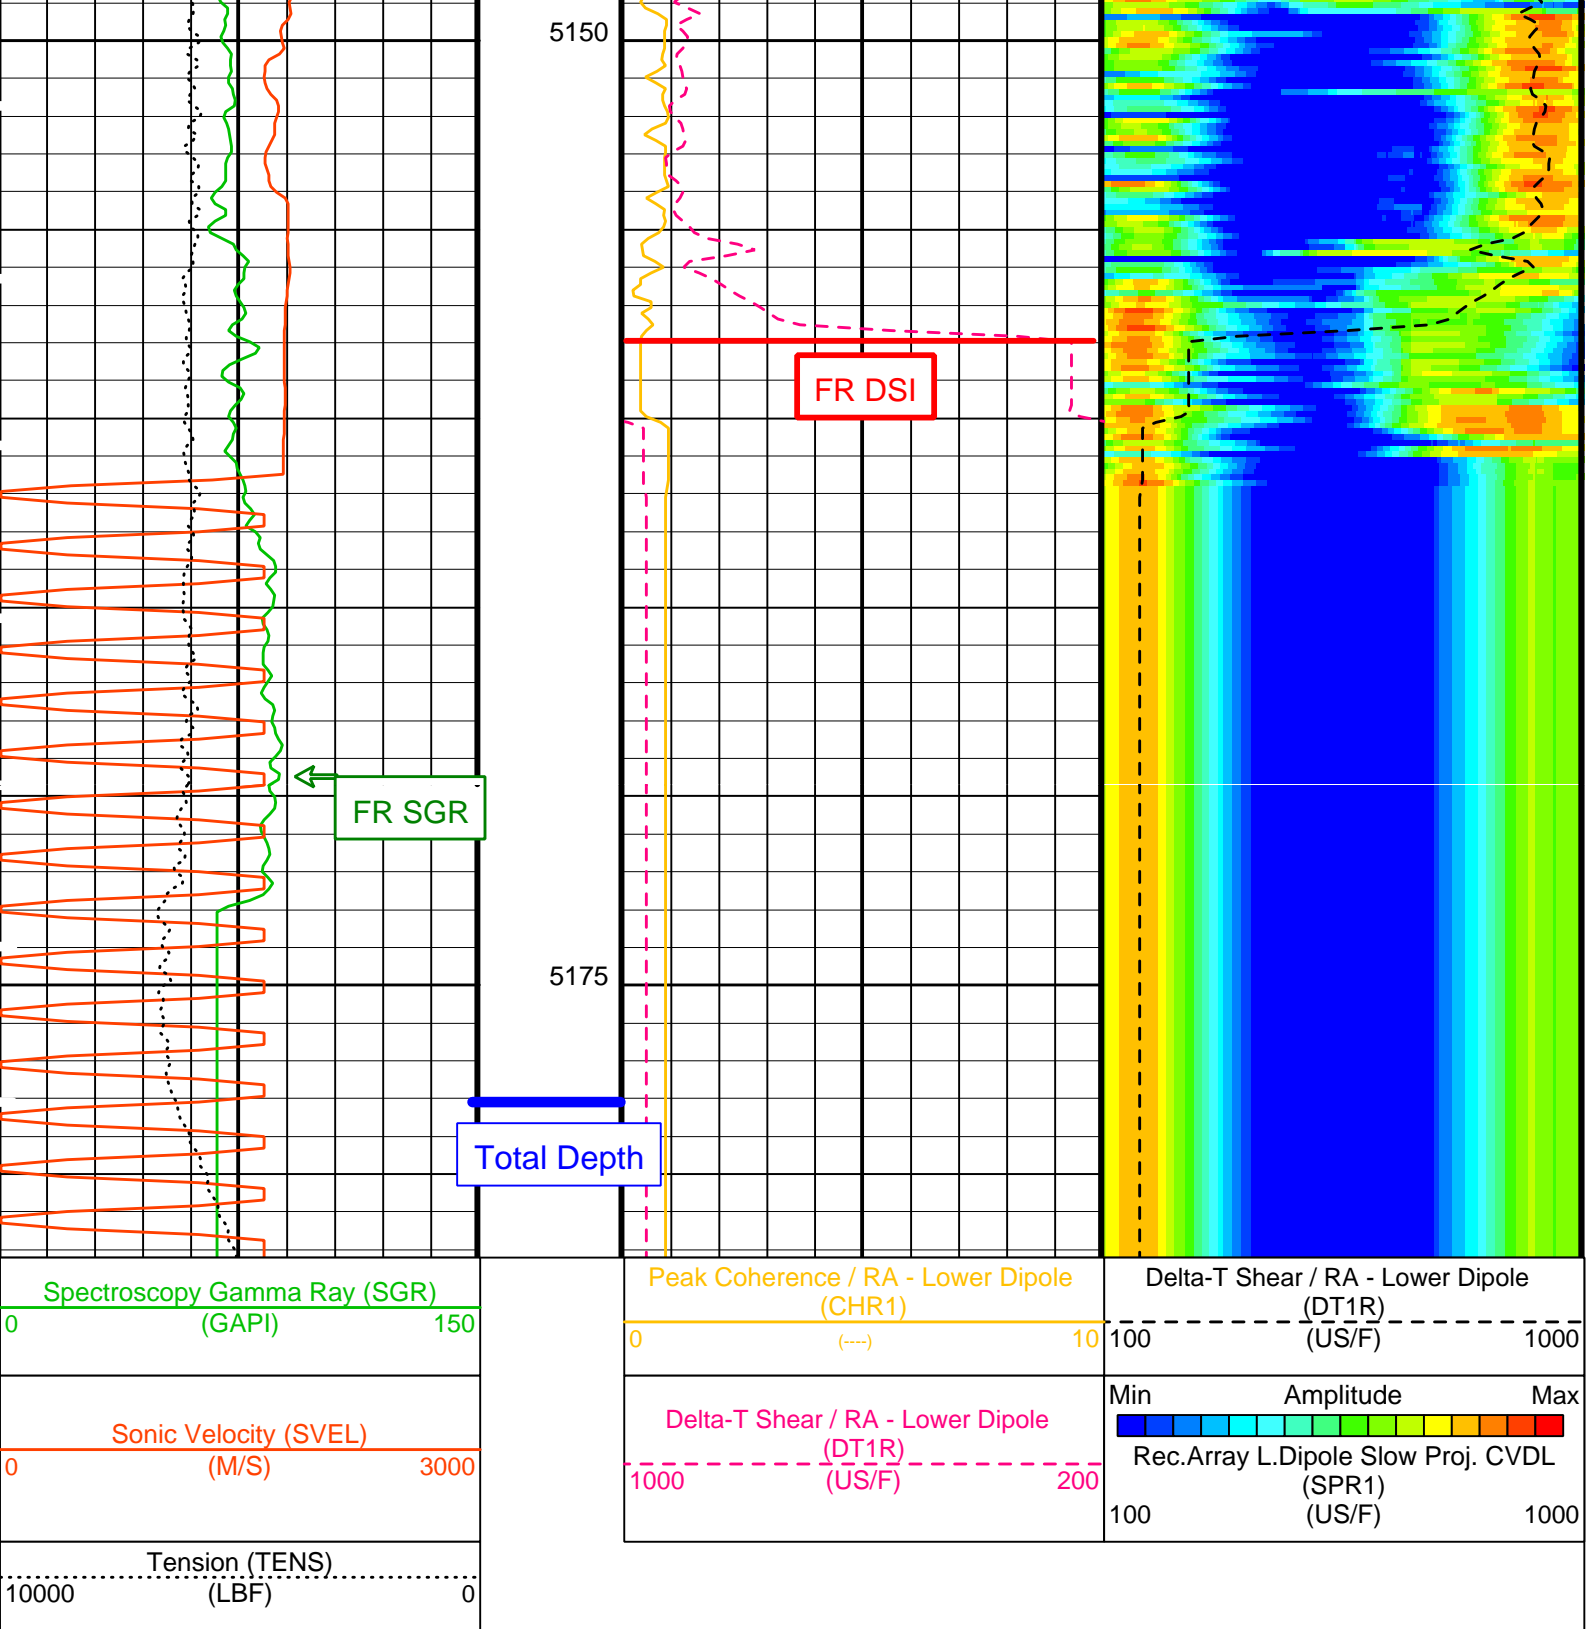 5150
FR DSI
FR SGR
5175
Total Depth
Spectroscopy Gamma Ray (SGR)
0 (GAPI) 150
Sonic Velocity (SVEL)
0 (M/S) 3000
Tension (TENS)
10000 (LBF) 0
Peak Coherence / RA - Lower Dipole
(CHR1)
0 (----) 10
Delta-T Shear / RA - Lower Dipole
(DT1R)
1000 (US/F) 200
Delta-T Shear / RA - Lower Dipole
(DT1R)
100 (US/F) 1000
Min Amplitude Max
Rec.Array L.Dipole Slow Proj. CVDL
(SPR1)
100 (US/F) 1000